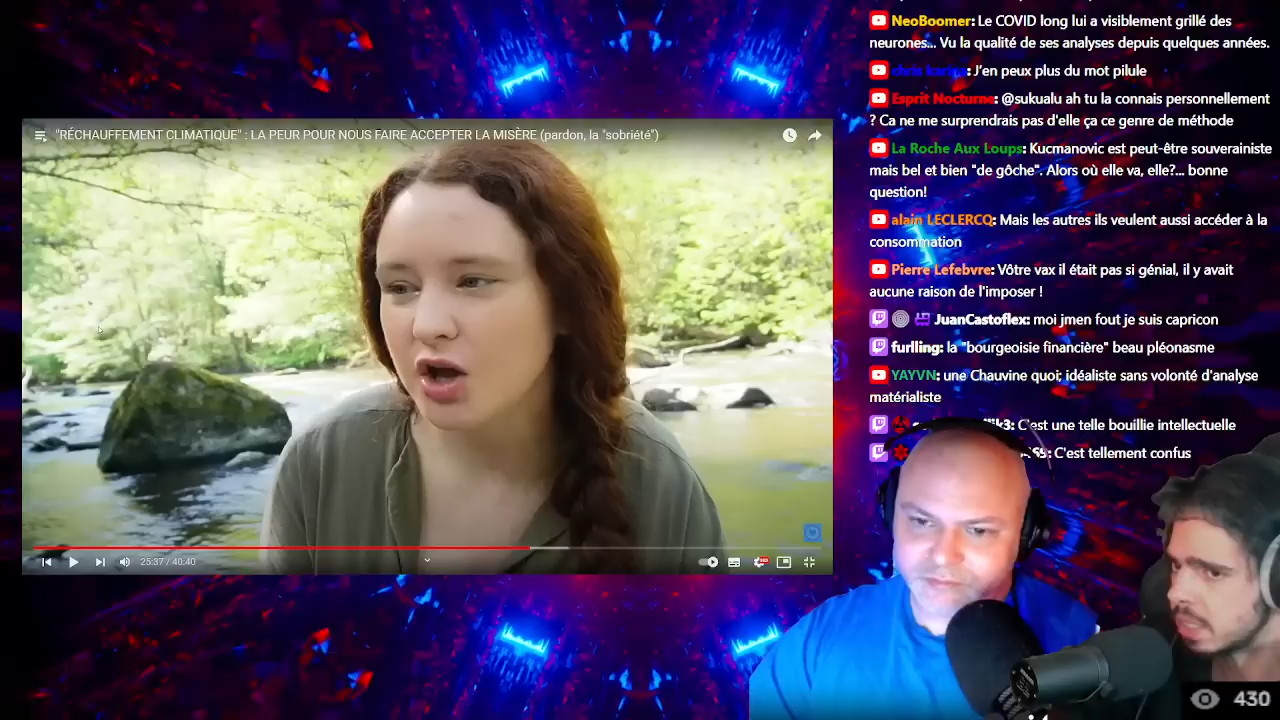 "RÉCHAUFFEMENT CLIMATIQUE" : LA PEUR POUR NOUS FAIRE ACCEPTER LA MISÈRE (pardon, la "sobriété")
25:37 / 40:40
NeoBoomer: Le COVID long lui a visiblement grillé des
neurones... Vu la qualité de ses analyses depuis quelques années.
: J'en peux plus du mot pilule
Esprit Nocturne: @sukualu ah tu la connais personnellement
? Ca ne me surprendrais pas d'elle ça ce genre de méthode
La Roche Aux Loups: Kucmanovic est peut-être souverainiste
mais bel et bien "de gôche". Alors où elle va, elle?... bonne
question!
alain LECLERCQ: Mais les autres ils veulent aussi accéder à la
consommation
Pierre Lefebvre: Vôtre vax il était pas si génial, il y avait
aucune raison de l'imposer !
JuanCastoflex: moi jmen fout je suis capricon
furlling: la "bourgeoisie financière" beau pléonasme
YAYVN: une Chauvine quoi, idéaliste sans volonté d'analyse
matérialiste
C'est une telle bouillie intellectuelle
C'est tellement confus
430